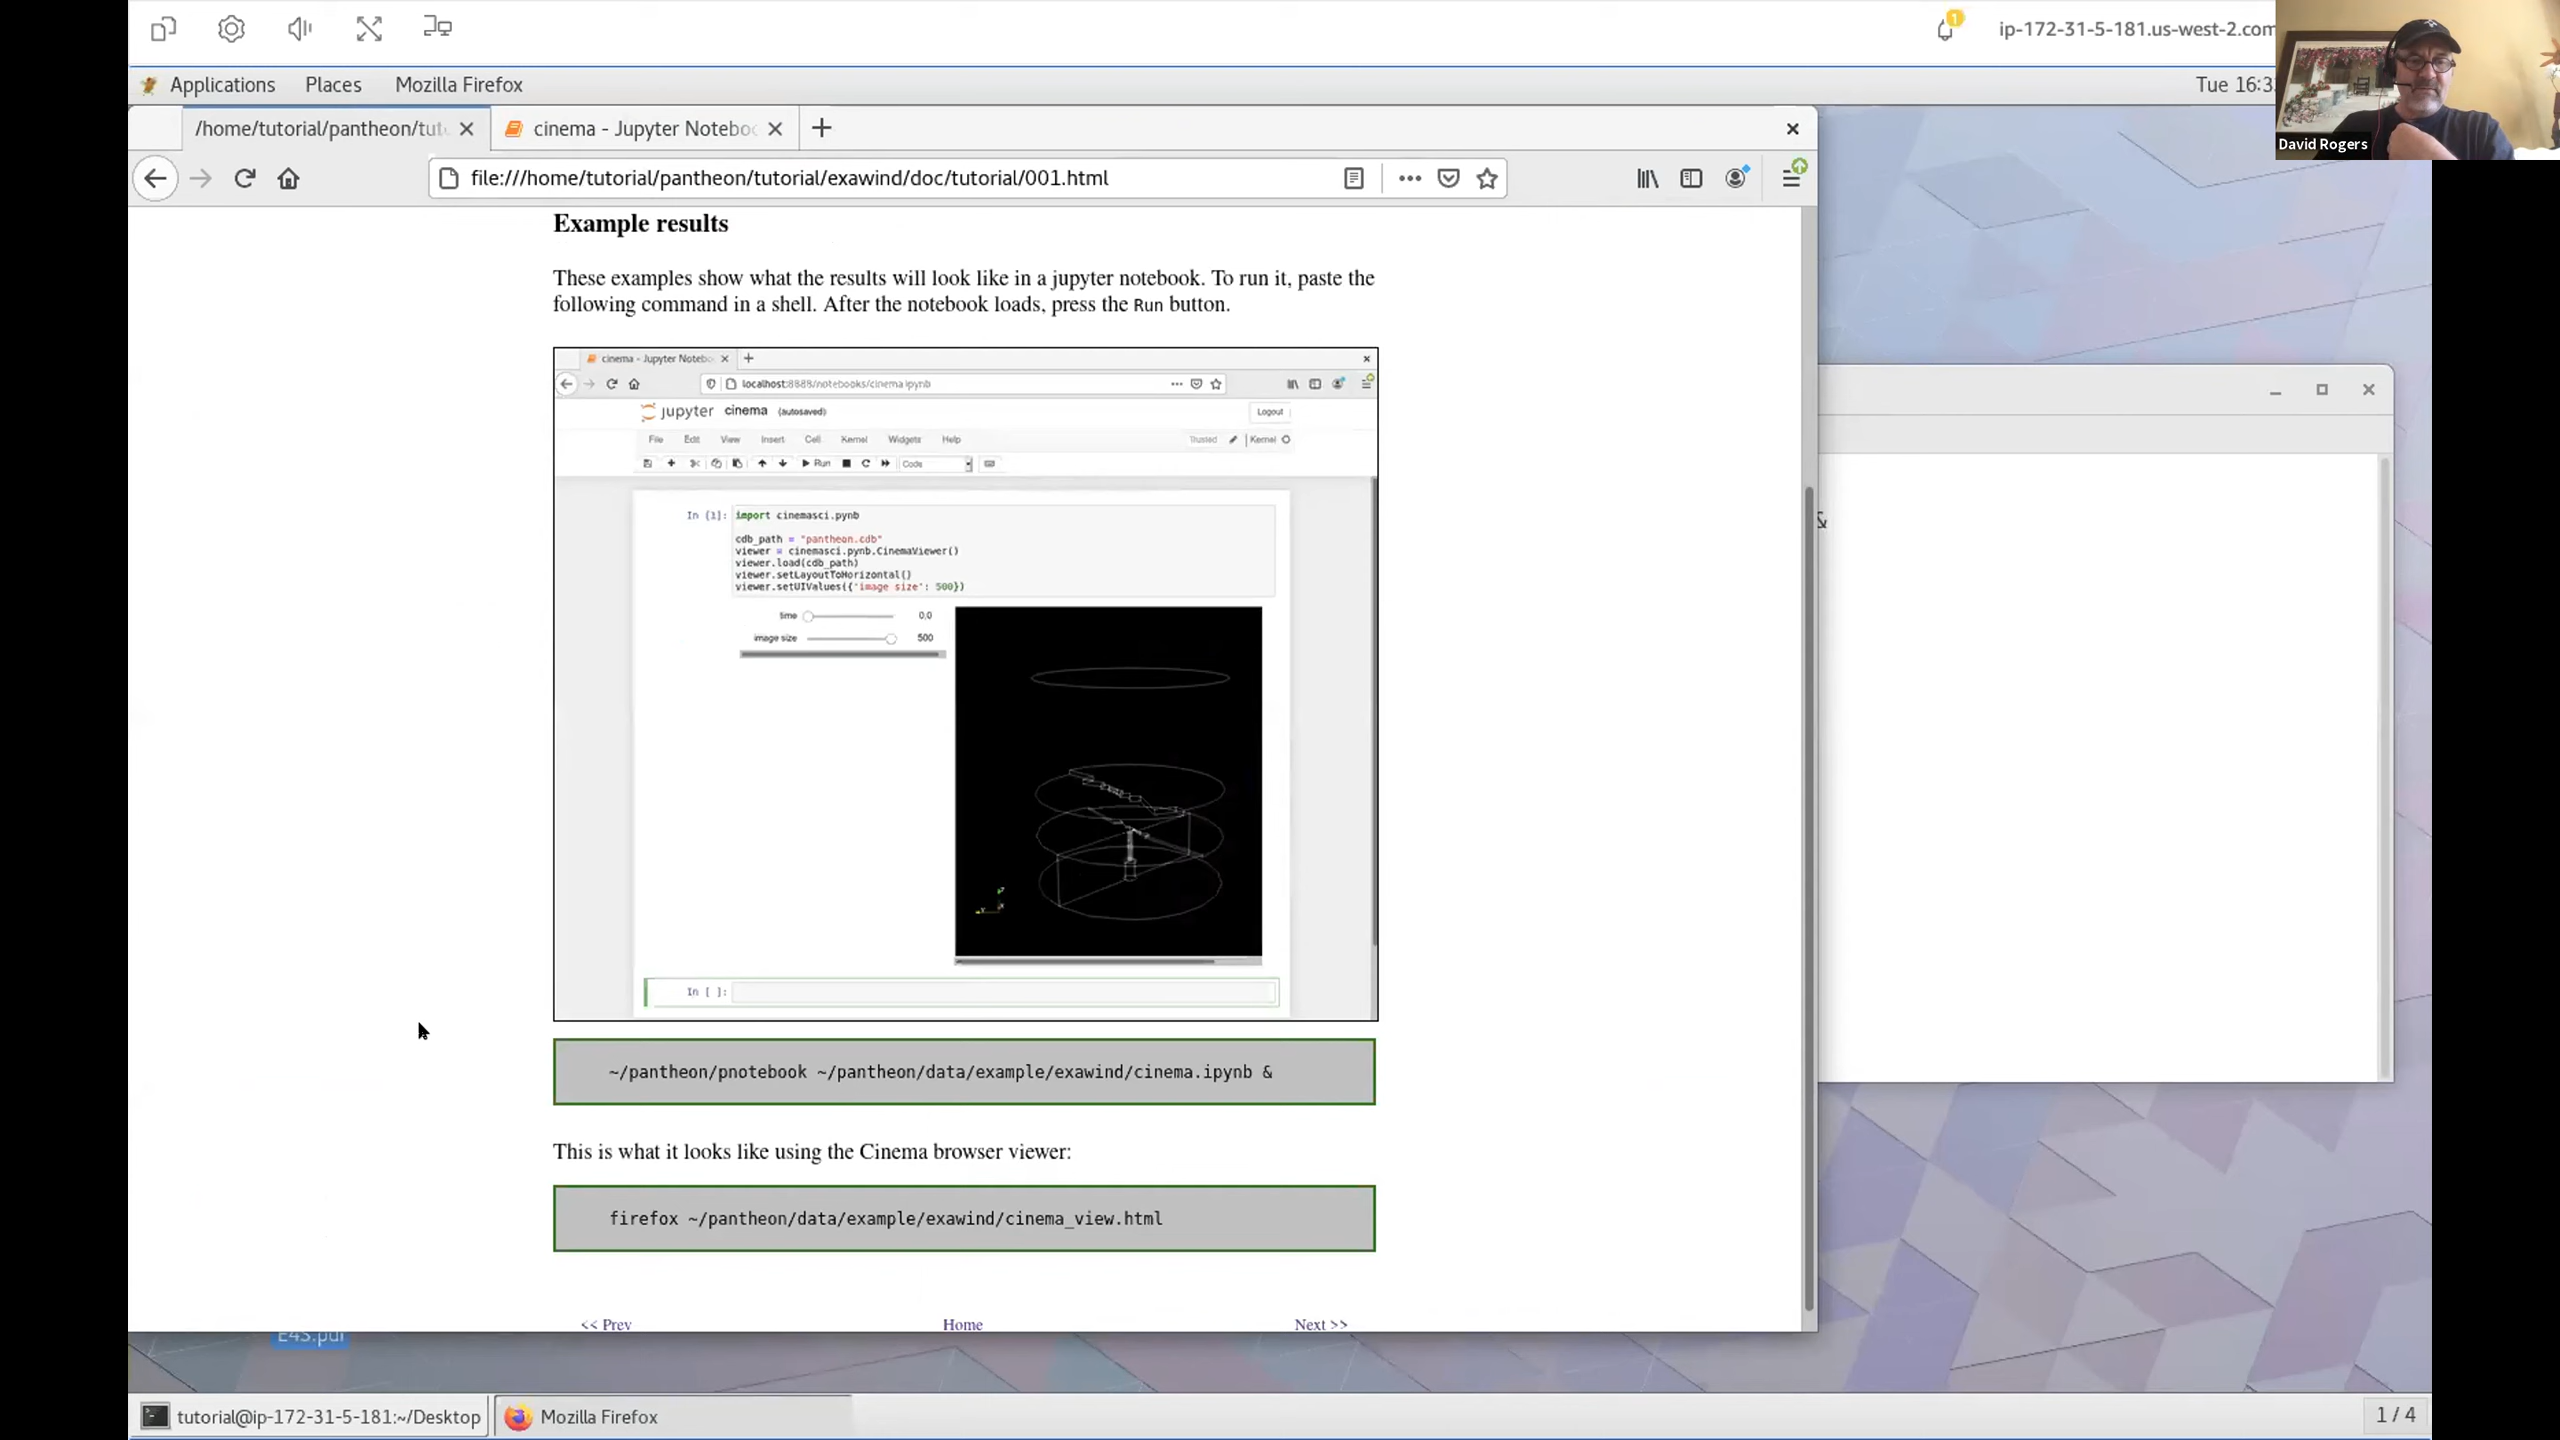 ip-172-31-5-181.us-west-2.com
1
Applications Places Mozilla Firefox
Tue 16:3
David Rogers
/home/tutorial/pantheon/tut
cinema - Jupyter Notebo
file:///home/tutorial/pantheon/tutorial/exawind/doc/tutorial/001.html
Example results
These examples show what the results will look like in a jupyter notebook. To run it, paste the
following command in a shell. After the notebook loads, press the Run button.
cinema - Jupyter Notebo
localhost:8888/notebooks/cinema.ipynb
jupyter cinema (autosaved)
Logout
File Edit View Insert Cell Kernel Widgets Help
Trusted Kernel
Run Code
In [1]: import cinemasci.pynb
cdb_path = "pantheon.cdb"
viewer = cinemasci.pynb.CinemaViewer()
viewer.load(cdb_path)
viewer.setLayoutToHorizontal()
viewer.setUIValues({'image size': 500})
time 0.0
image size 500
In [ ]:
&
~/pantheon/pnotebook ~/pantheon/data/example/exawind/cinema.ipynb &
This is what it looks like using the Cinema browser viewer:
firefox ~/pantheon/data/example/exawind/cinema_view.html
<< Prev Home Next >>
E4S.pdf
tutorial@ip-172-31-5-181:~/Desktop
Mozilla Firefox
1 / 4